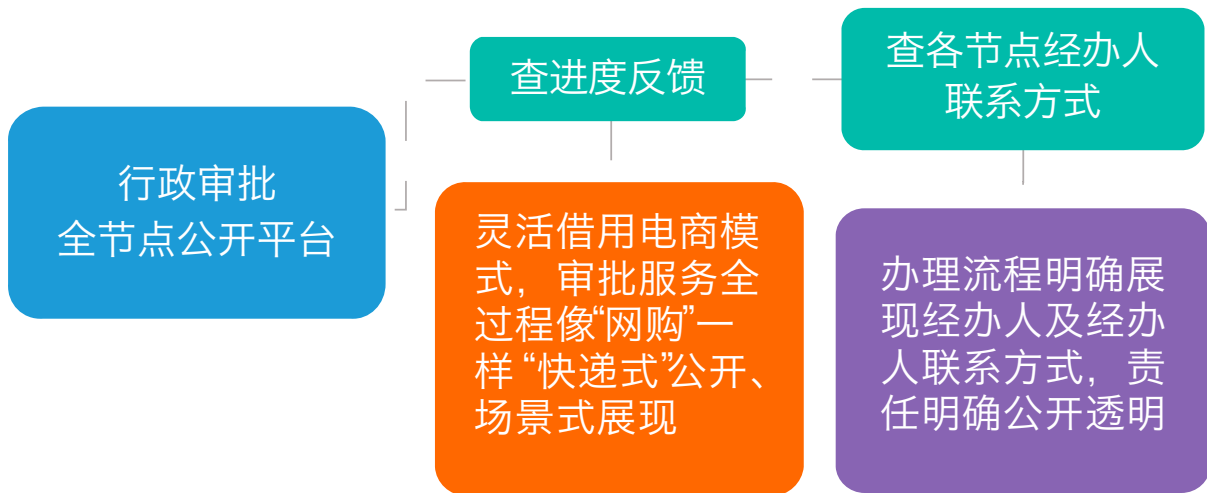 行政审批
全节点公开平台
查进度反馈
灵活借用电商模
式，审批服务全
过程像“网购”一
样 “快递式”公开、
场景式展现
查各节点经办人
联系方式
办理流程明确展
现经办人及经办
人联系方式，责
任明确公开透明